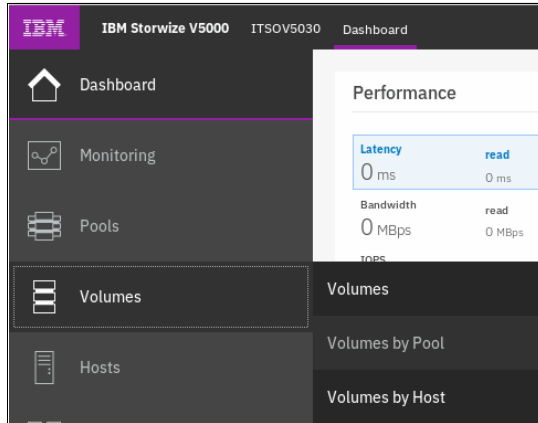 IBM IBM Storwize V5000 ITSOV5030 Dashboard
Dashboard
Performance
Monitoring
Latency read
0 ms 0 ms
Bandwidth read
0 MBps 0 MBps
Pools
IOPS
Volumes
Volumes
Volumes by Pool
Hosts
Volumes by Host